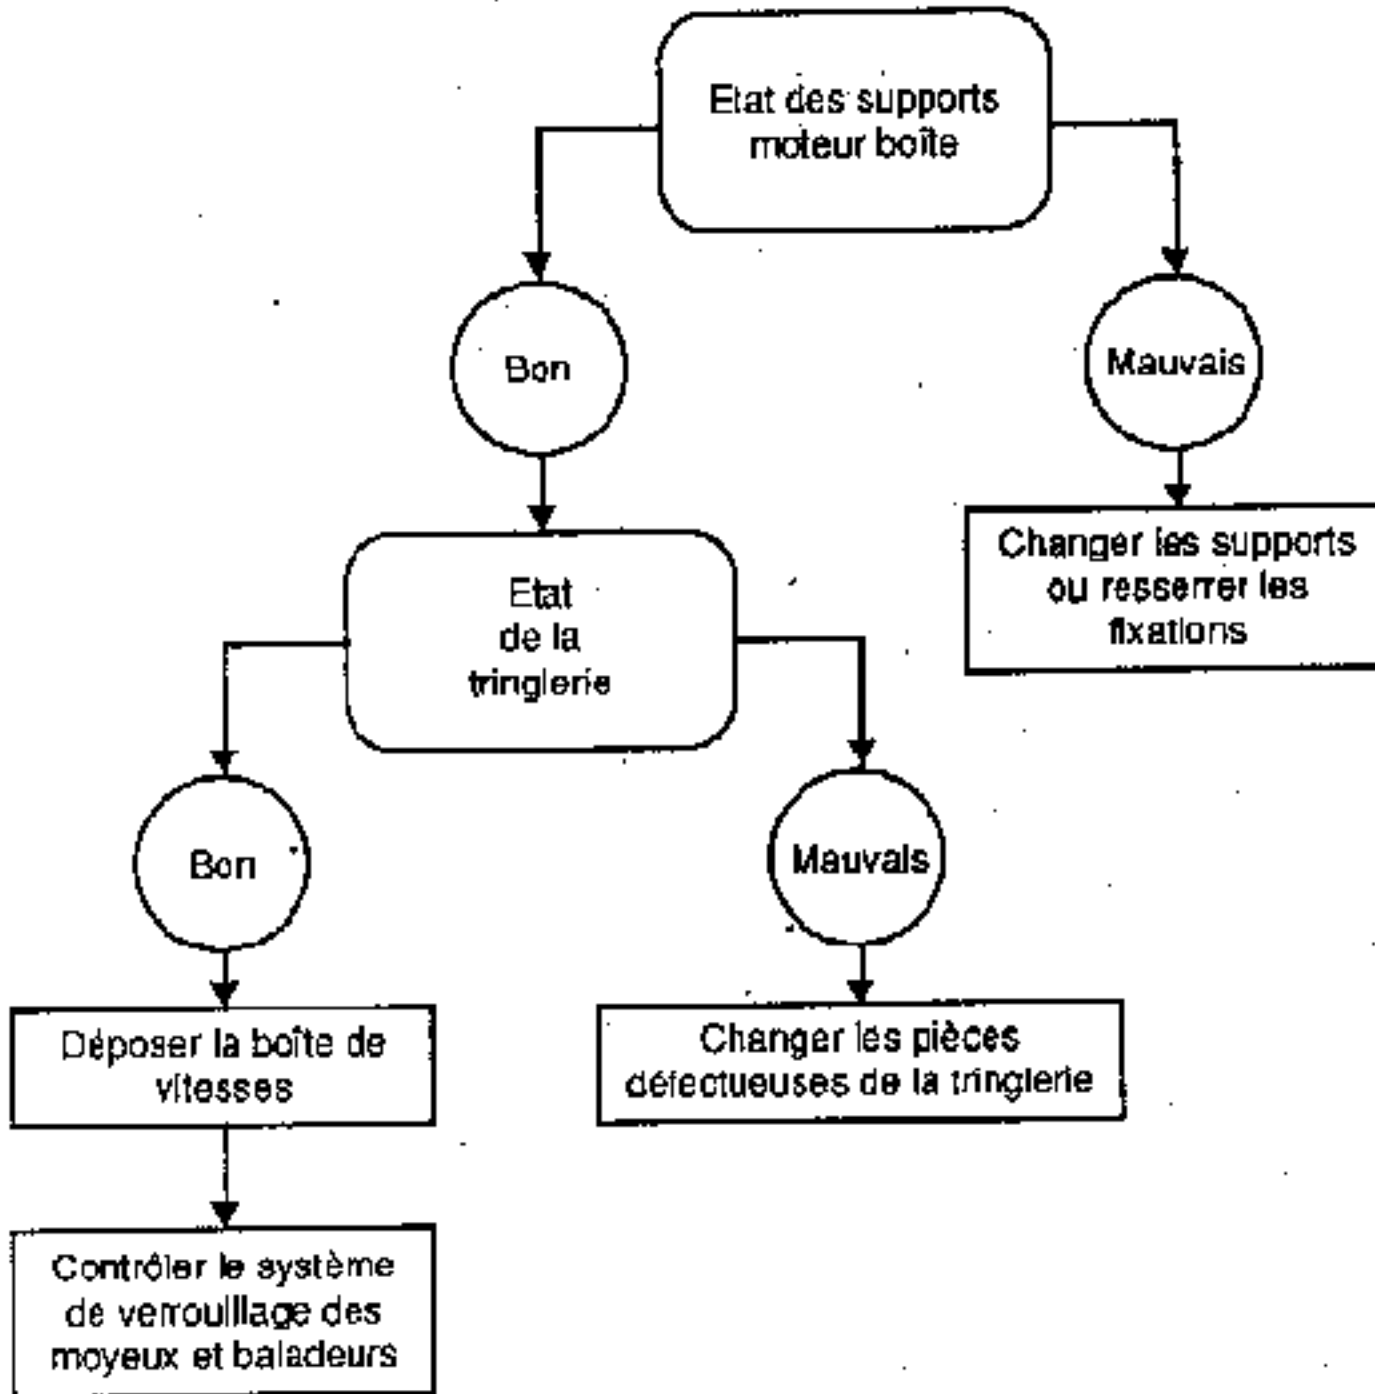 Etat des supports
moteur boîte
Bon
Mauvais
Changer les supports
ou resserrer les
fixations
Etat
de la
tringlerie
Bon
Mauvais
Déposer la boîte de
vitesses
Changer les pièces
défectueuses de la tringlerie
Contrôler le système
de verrouillage des
moyeux et baladeurs